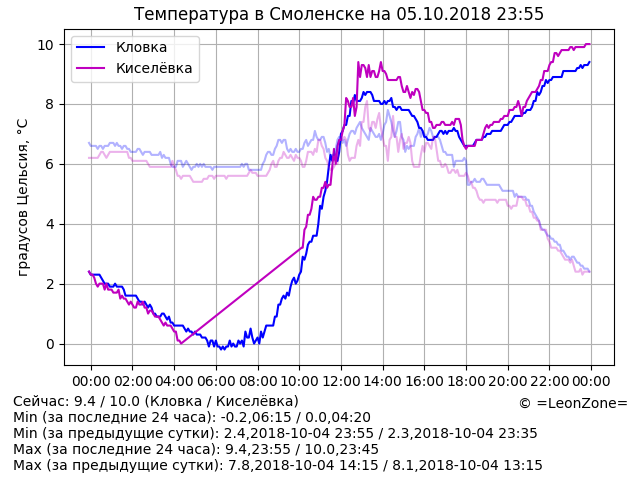 Температура в Смоленске на 05.10.2018 23:55
Кловка
Киселёвка
градусов Цельсия, °C
10
8
6
4
2
0
00:00 02:00 04:00 06:00 08:00 10:00 12:00 14:00 16:00 18:00 20:00 22:00 00:00
Сейчас: 9.4 / 10.0 (Кловка / Киселёвка)
© =LeonZone=
Min (за последние 24 часа): -0.2,06:15 / 0.0,04:20
Min (за предыдущие сутки): 2.4,2018-10-04 23:55 / 2.3,2018-10-04 23:35
Max (за последние 24 часа): 9.4,23:55 / 10.0,23:45
Max (за предыдущие сутки): 7.8,2018-10-04 14:15 / 8.1,2018-10-04 13:15